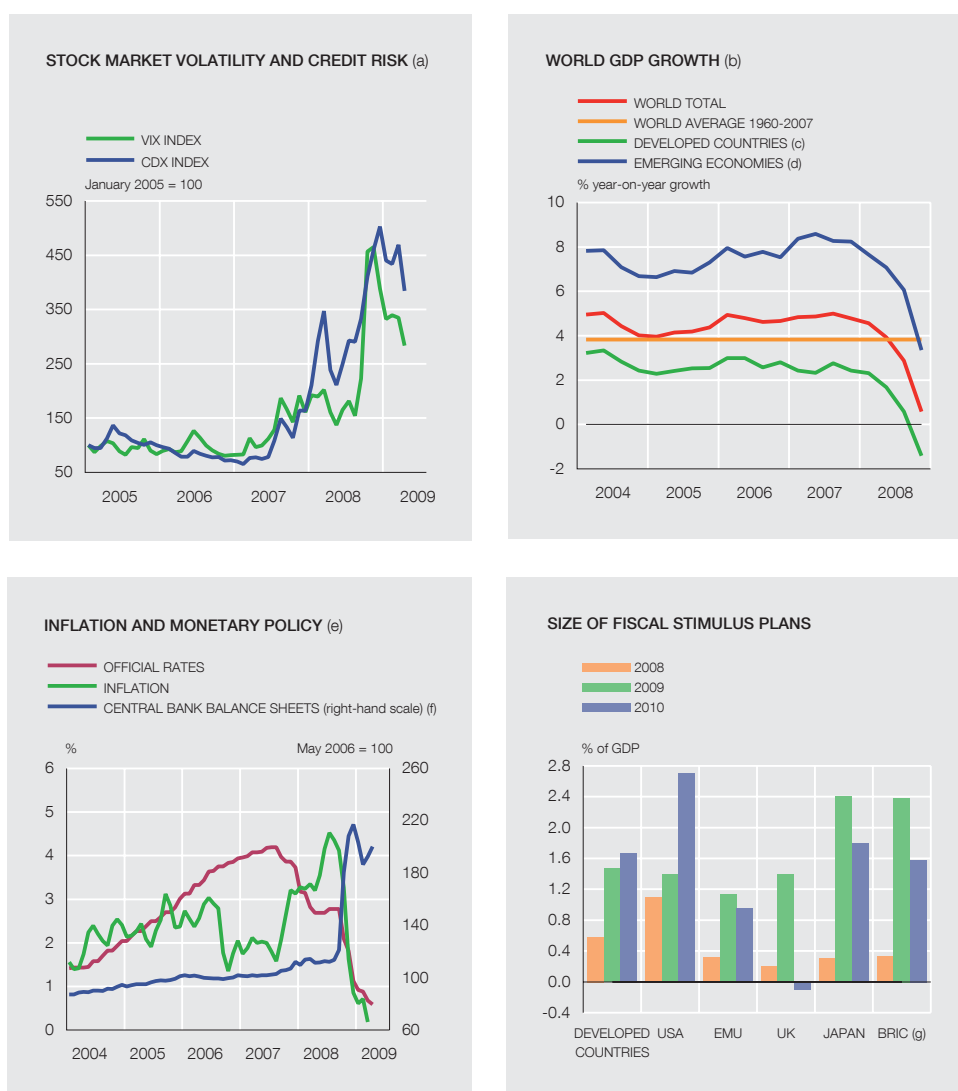 STOCK MARKET VOLATILITY AND CREDIT RISK (a)
VIX INDEX
CDX INDEX
January 2005 = 100
550
450
350
250
150
50
2005 2006 2007 2008 2009
WORLD GDP GROWTH (b)
WORLD TOTAL
WORLD AVERAGE 1960-2007
DEVELOPED COUNTRIES (c)
EMERGING ECONOMIES (d)
% year-on-year growth
10
8
6
4
2
0
-2
2004 2005 2006 2007 2008
INFLATION AND MONETARY POLICY (e)
OFFICIAL RATES
INFLATION
CENTRAL BANK BALANCE SHEETS (right-hand scale) (f)
% May 2006 = 100
6 260
5 220
4 180
3 140
2 100
1 60
0
2004 2005 2006 2007 2008 2009
SIZE OF FISCAL STIMULUS PLANS
2008
2009
2010
% of GDP
2.8
2.4
2.0
1.6
1.2
0.8
0.4
0.0
-0.4
DEVELOPED USA EMU UK JAPAN BRIC (g)
COUNTRIES